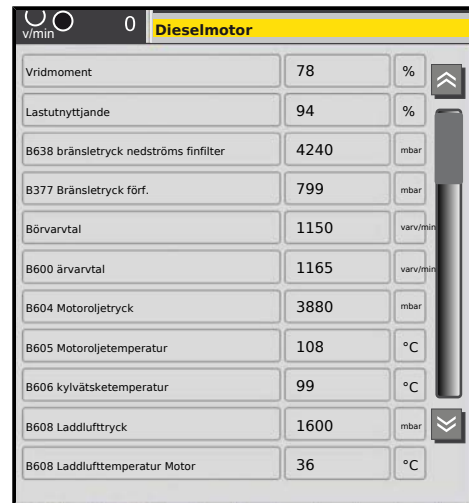 0 Dieselmotor
v/min
Vridmoment 78 %
Lastutnyttjande 94 %
B638 bränsletryck nedströms finfilter 4240 mbar
B377 Bränsletryck förf. 799 mbar
Börvarvtal 1150 varv/min
B600 ärvarvtal 1165 varv/min
B604 Motoroljetryck 3880 mbar
B605 Motoroljetemperatur 108 °C
B606 kylvätsketemperatur 99 °C
B608 Laddlufttryck 1600 mbar
B608 Laddlufttemperatur Motor 36 °C